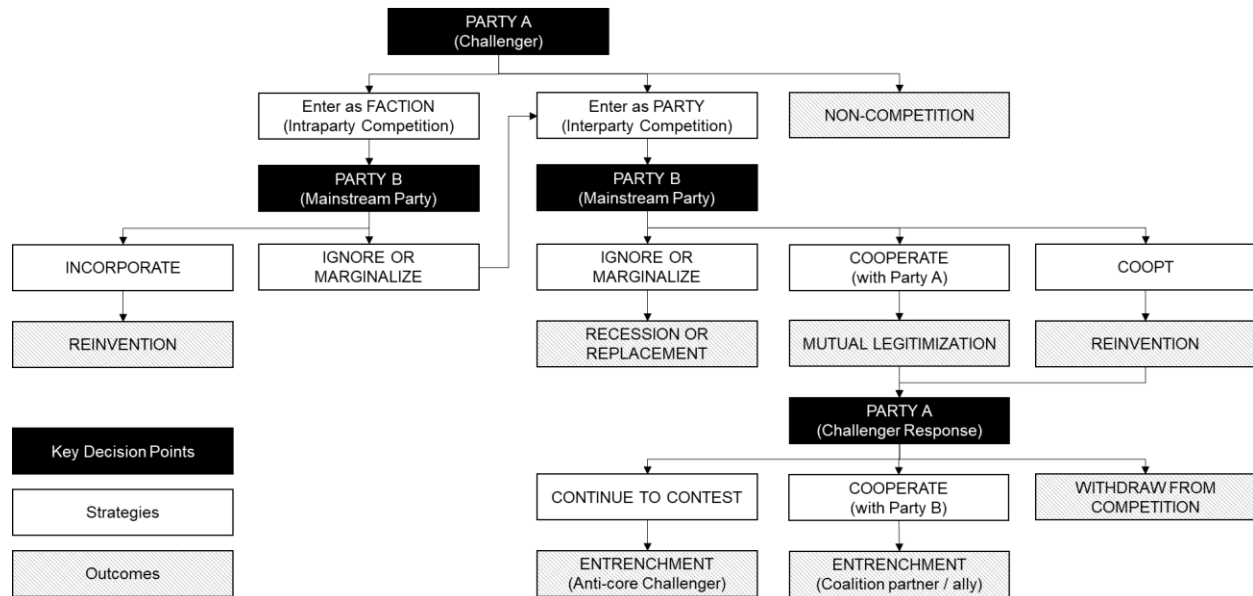 PARTY A
(Challenger)
Enter as FACTION
(Intraparty Competition)
Enter as PARTY
(Interparty Competition)
NON-COMPETITION
PARTY B
(Mainstream Party)
PARTY B
(Mainstream Party)
INCORPORATE
IGNORE OR
MARGINALIZE
IGNORE OR
MARGINALIZE
COOPERATE
(with Party A)
COOPT
REINVENTION
RECESSION OR
REPLACEMENT
MUTUAL LEGITIMIZATION
REINVENTION
PARTY A
(Challenger Response)
Key Decision Points
Strategies
Outcomes
CONTINUE TO CONTEST
COOPERATE
(with Party B)
WITHDRAW FROM
COMPETITION
ENTRENCHMENT
(Anti-core Challenger)
ENTRENCHMENT
(Coalition partner / ally)